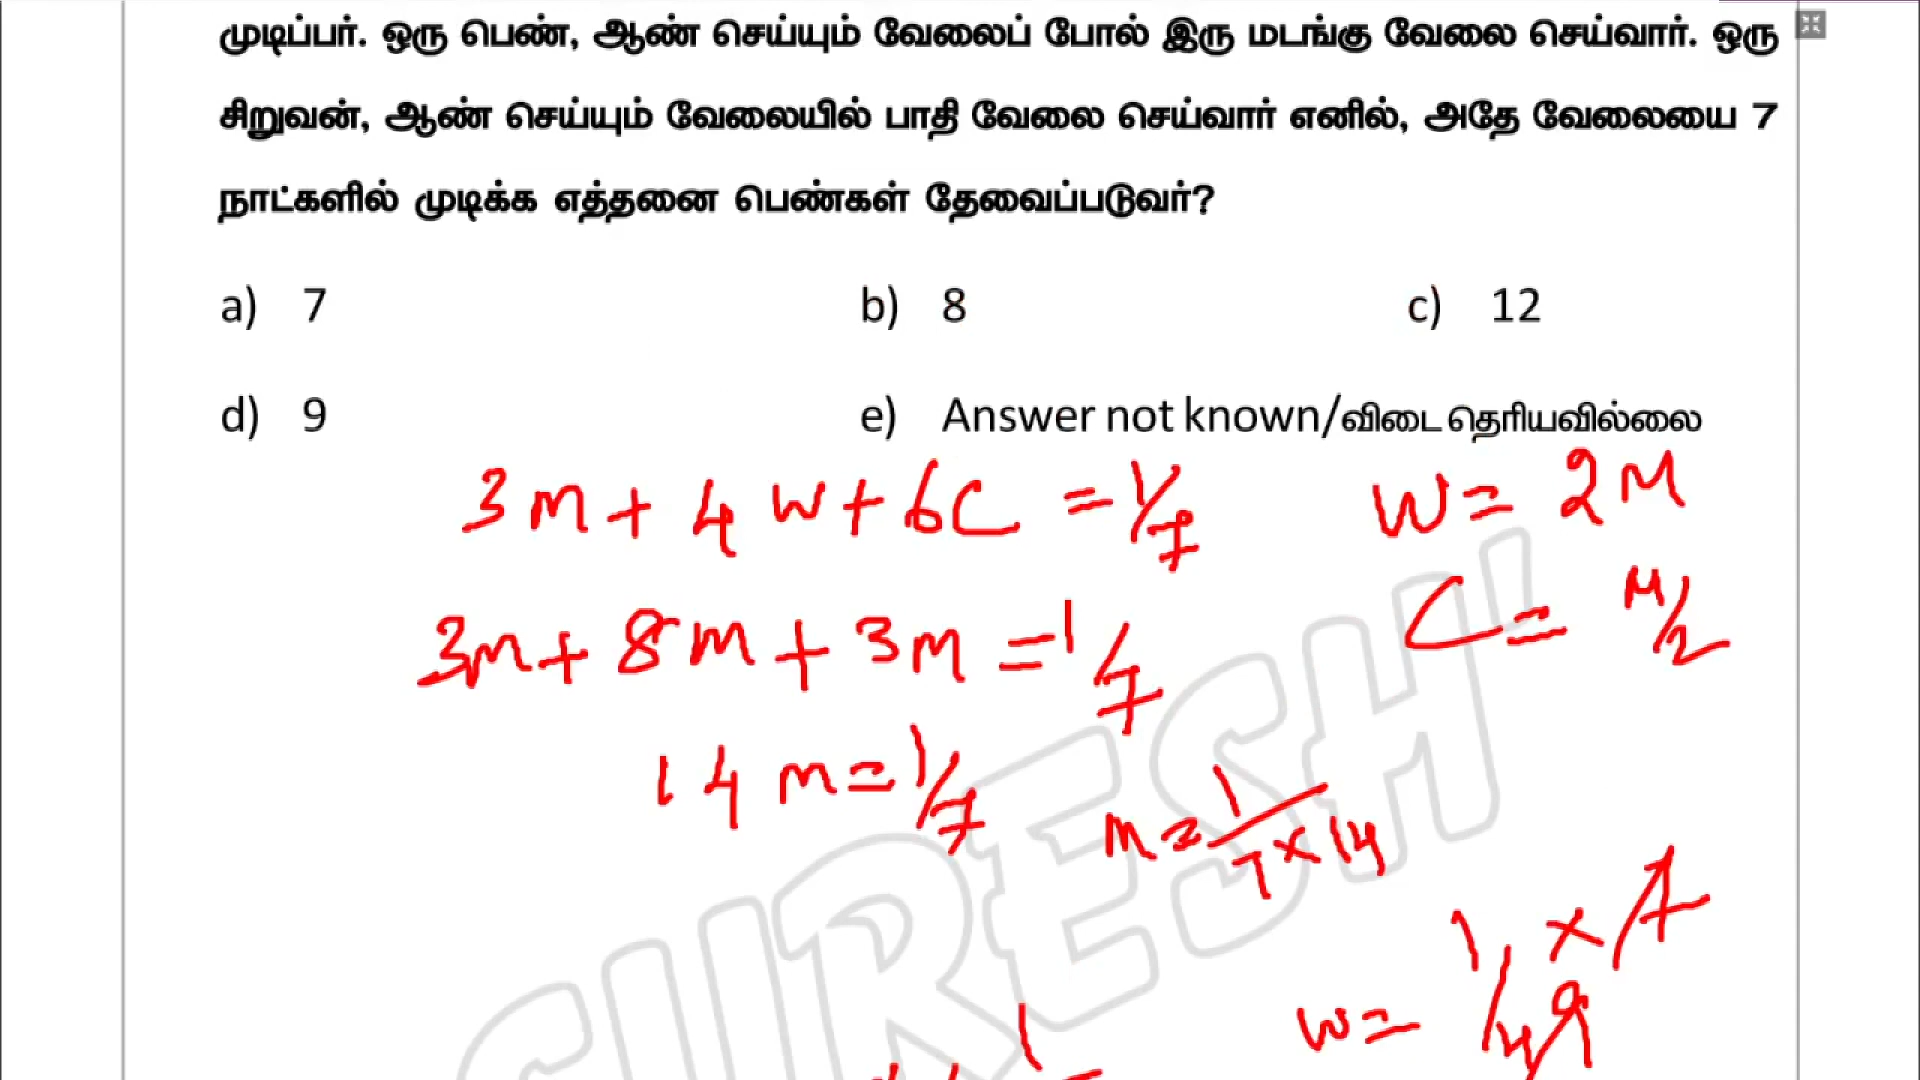 முடிப்பர். ஒரு பெண், ஆண் செய்யும் வேலைப் போல் இரு மடங்கு வேலை செய்வார். ஒரு
சிறுவன், ஆண் செய்யும் வேலையில் பாதி வேலை செய்வார் எனில், அதே வேலையை 7
நாட்களில் முடிக்க எத்தனை பெண்கள் தேவைப்படுவர்?
a) 7 b) 8 c) 12
d) 9 e) Answer not known/விடை தெரியவில்லை
3m + 4w + 6C = 1/7 W = 2M
3m + 8m + 3m = 1/7 C = M/2
14m = 1/7 m = 1/7×14
1 × 7
w = 1/49
SURESH'